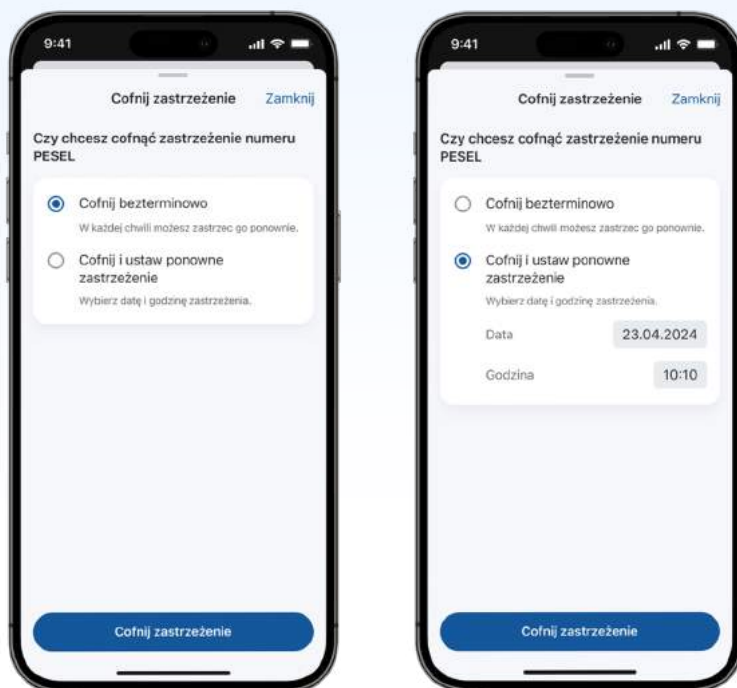 9:41
Cofnij zastrzeżenie Zamknij
Czy chcesz cofnąć zastrzeżenie numeru
PESEL
Cofnij bezterminowo
W każdej chwili możesz zastrzec go ponownie.
Cofnij i ustaw ponowne
zastrzeżenie
Wybierz datę i godzinę zastrzeżenia.
Cofnij zastrzeżenie
9:41
Cofnij zastrzeżenie Zamknij
Czy chcesz cofnąć zastrzeżenie numeru
PESEL
Cofnij bezterminowo
W każdej chwili możesz zastrzec go ponownie.
Cofnij i ustaw ponowne
zastrzeżenie
Wybierz datę i godzinę zastrzeżenia.
Data 23.04.2024
Godzina 10:10
Cofnij zastrzeżenie